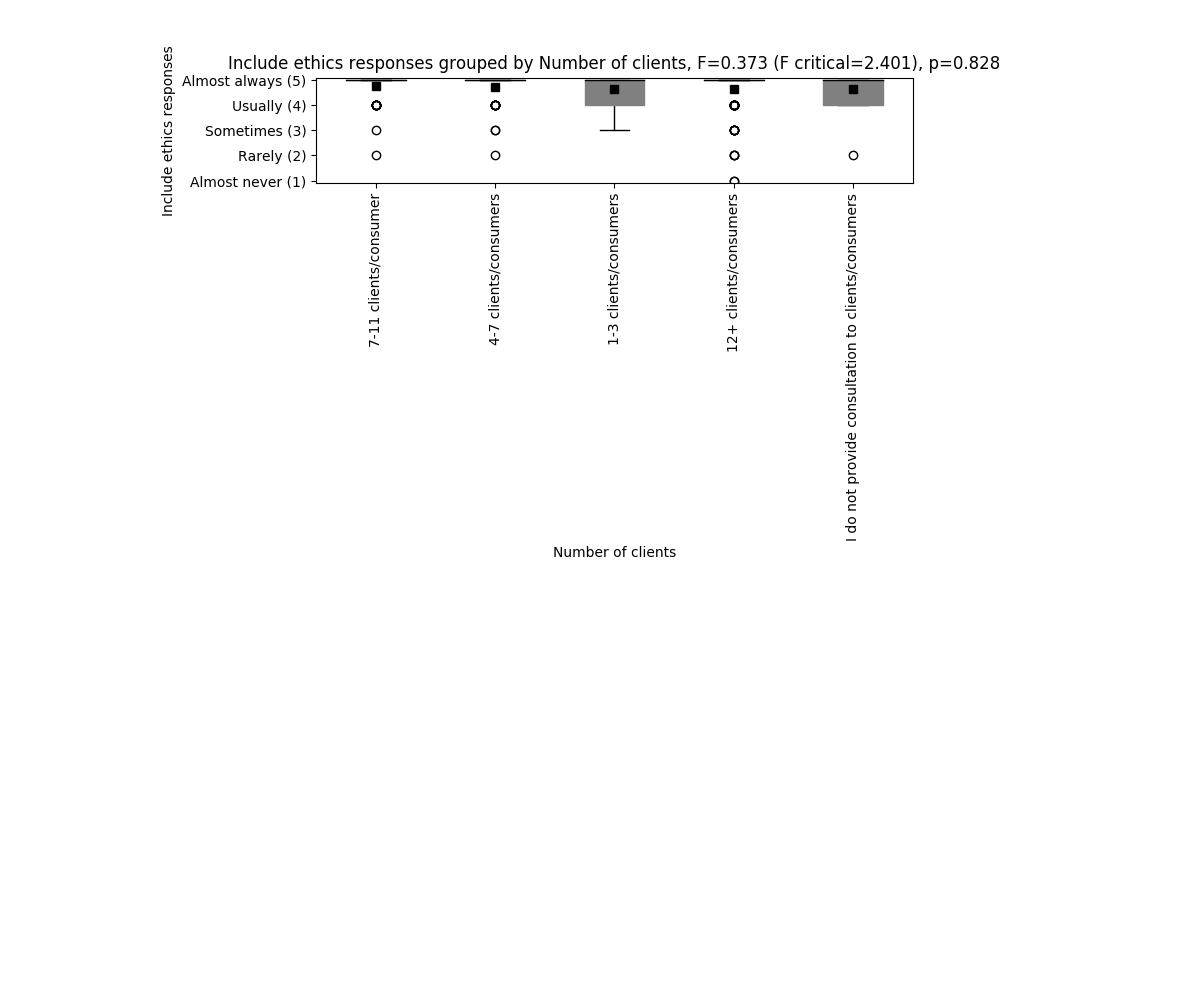 Include ethics responses grouped by Number of clients, F=0.373 (F critical=2.401), p=0.828
Include ethics responses
Almost always (5)
Usually (4)
Sometimes (3)
Rarely (2)
Almost never (1)
7-11 clients/consumer
4-7 clients/consumers
1-3 clients/consumers
12+ clients/consumers
I do not provide consultation to clients/consumers
Number of clients